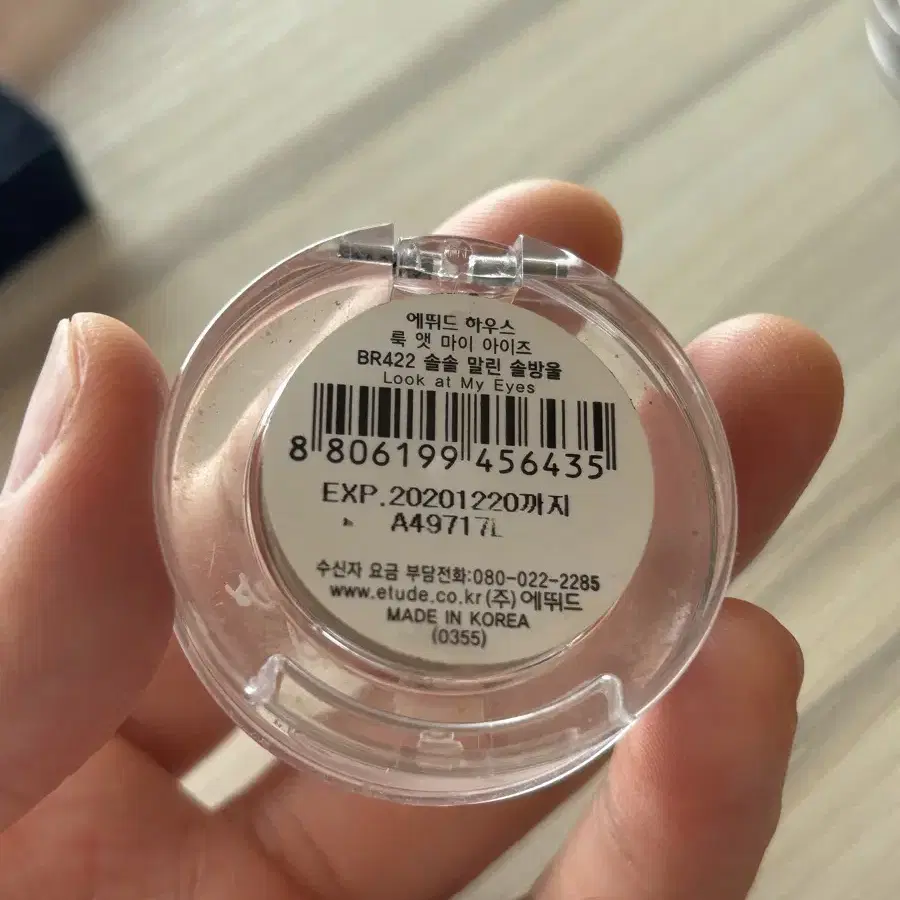 에뛰드 하우스
룩 앳 마이 아이즈
BR422 솔솔 말린 솔방울
Look at My Eyes
8 806199 456435
EXP.20201220까지
A49717L
수신자 요금 부담전화:080-022-2285
www.etude.co.kr (주)에뛰드
MADE IN KOREA
(0355)